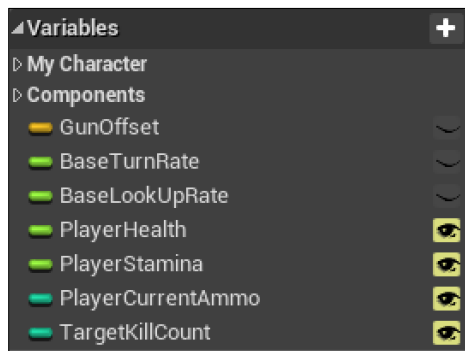 Variables
My Character
Components
GunOffset
BaseTurnRate
BaseLookUpRate
PlayerHealth
PlayerStamina
PlayerCurrentAmmo
TargetKillCount